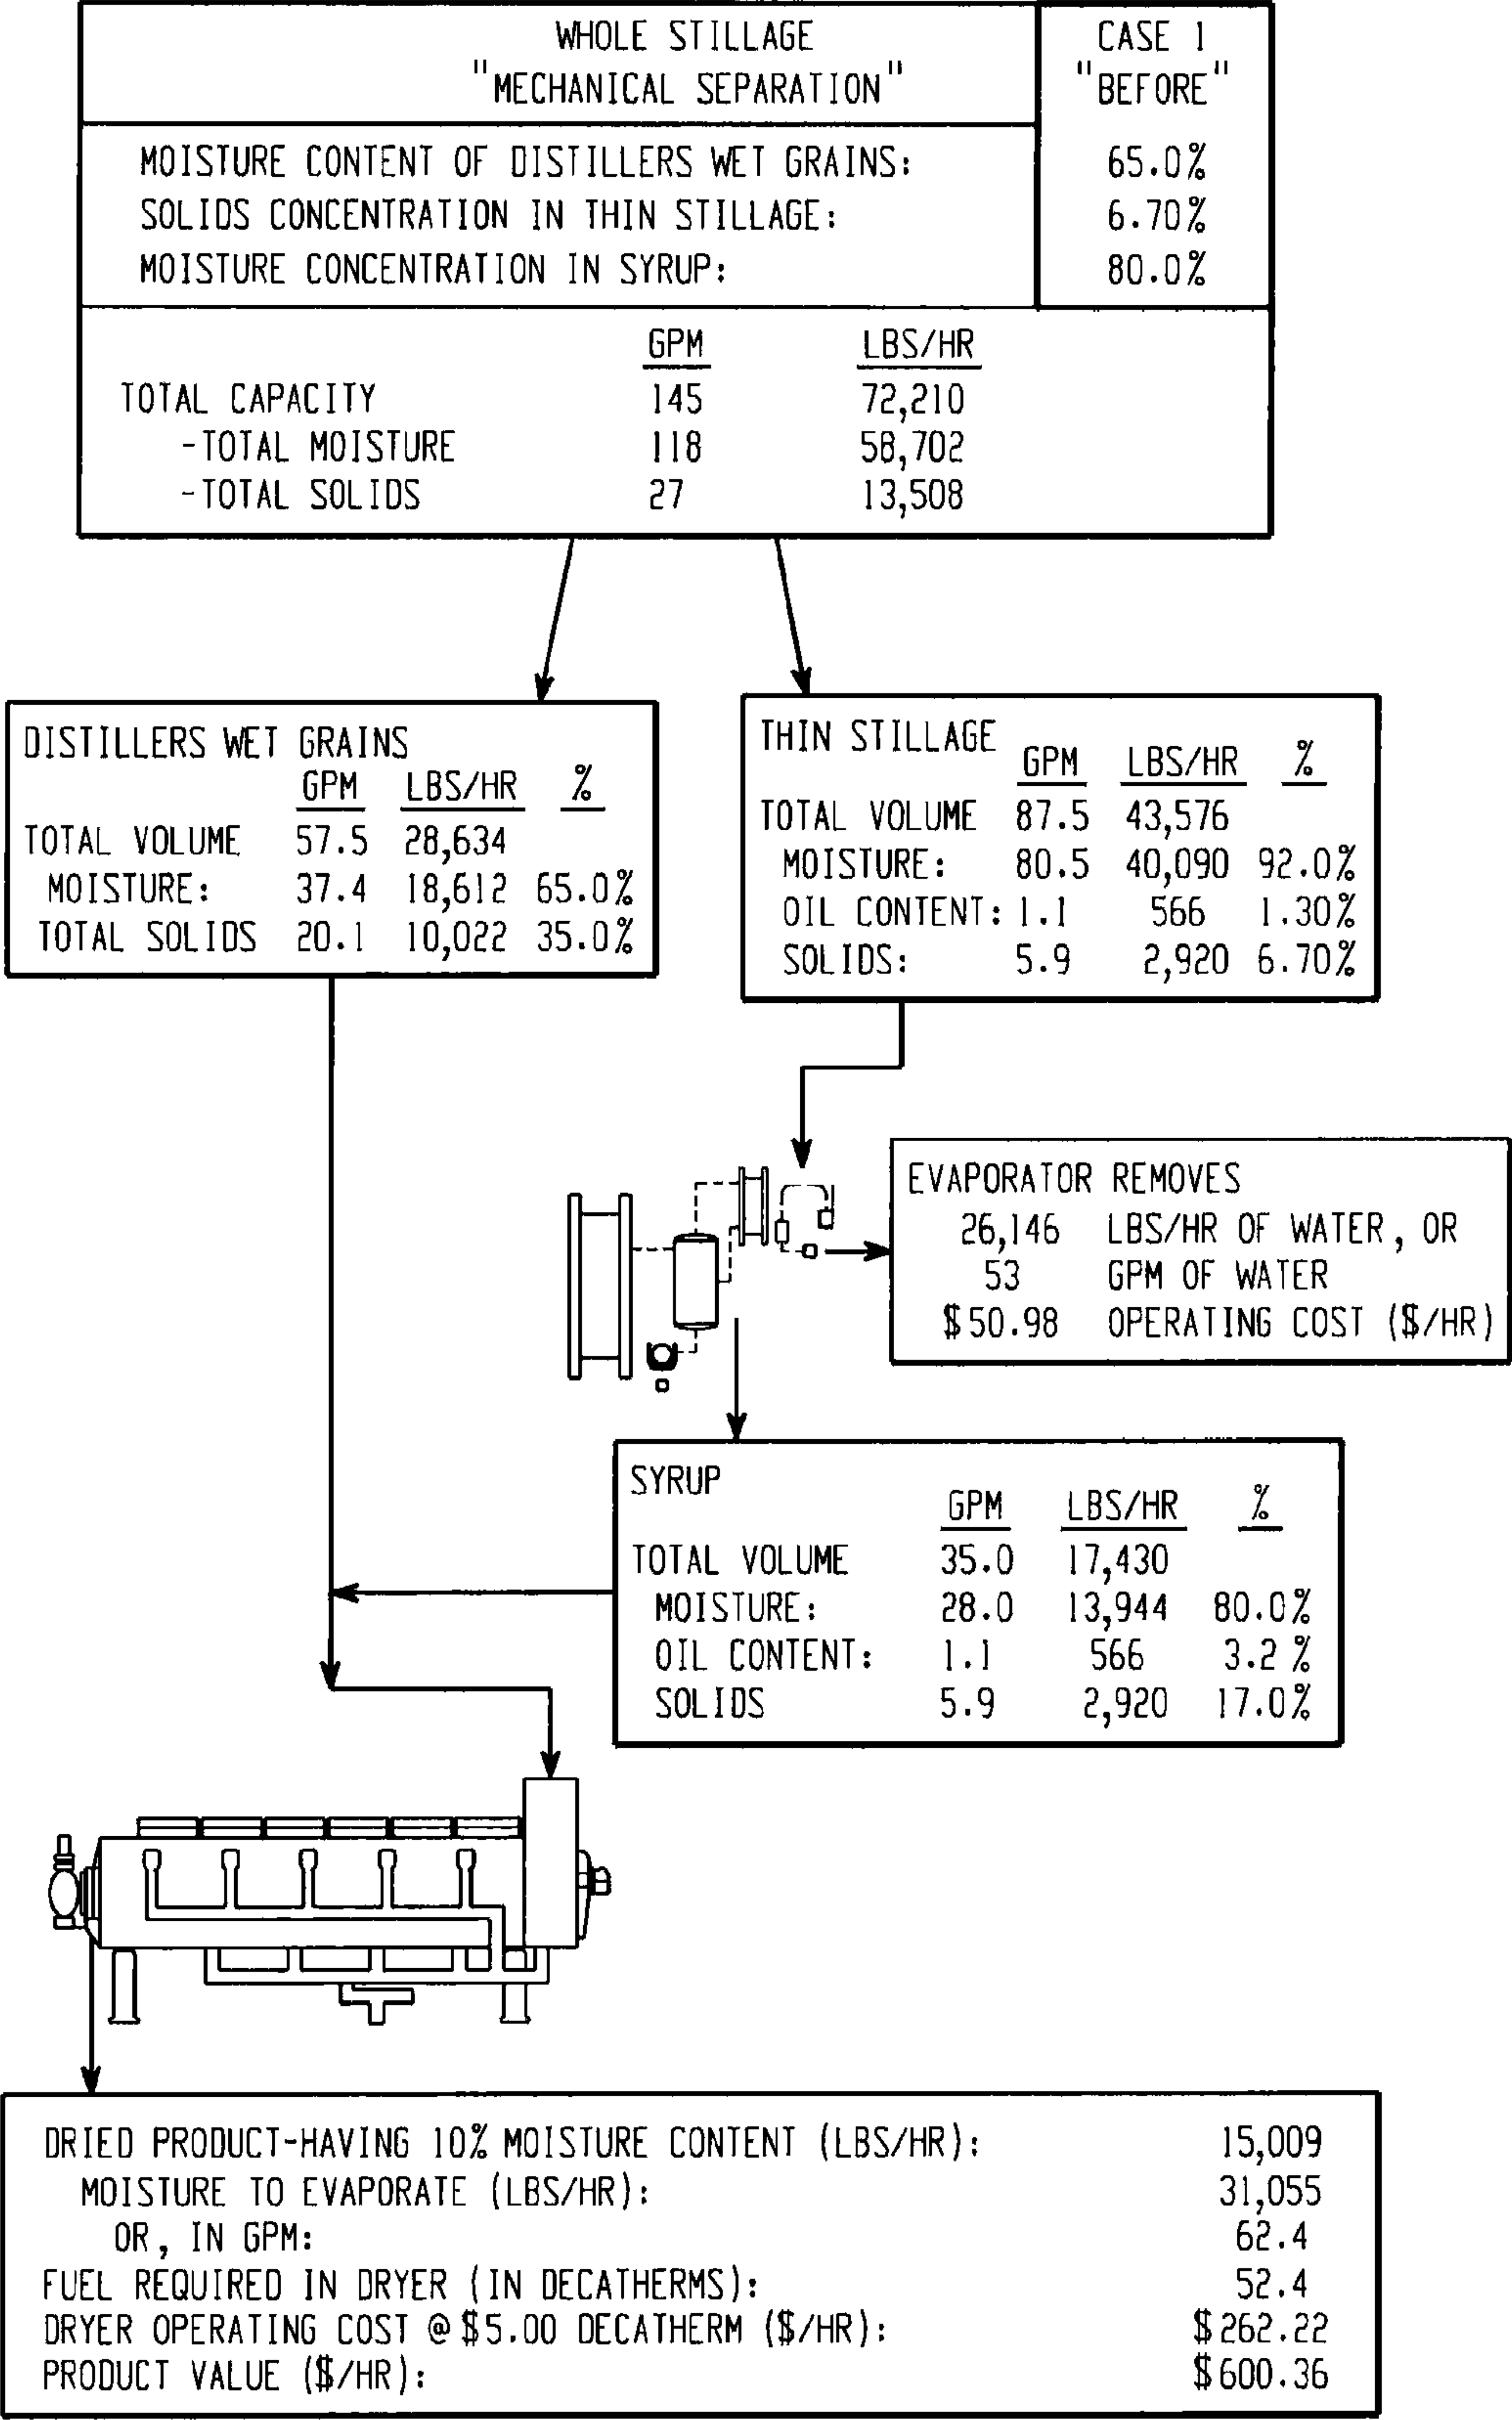 WHOLE STILLAGE
"MECHANICAL SEPARATION"
CASE 1
"BEFORE"
MOISTURE CONTENT OF DISTILLERS WET GRAINS: 65.0%
SOLIDS CONCENTRATION IN THIN STILLAGE: 6.70%
MOISTURE CONCENTRATION IN SYRUP: 80.0%
GPM LBS/HR
TOTAL CAPACITY 145 72,210
-TOTAL MOISTURE 118 58,702
-TOTAL SOLIDS 27 13,508
DISTILLERS WET GRAINS
GPM LBS/HR %
TOTAL VOLUME 57.5 28,634
MOISTURE: 37.4 18,612 65.0%
TOTAL SOLIDS 20.1 10,022 35.0%
THIN STILLAGE
GPM LBS/HR %
TOTAL VOLUME 87.5 43,576
MOISTURE: 80.5 40,090 92.0%
OIL CONTENT: 1.1 566 1.30%
SOLIDS: 5.9 2,920 6.70%
EVAPORATOR REMOVES
26,146 LBS/HR OF WATER, OR
53 GPM OF WATER
$50.98 OPERATING COST ($/HR)
SYRUP
GPM LBS/HR %
TOTAL VOLUME 35.0 17,430
MOISTURE: 28.0 13,944 80.0%
OIL CONTENT: 1.1 566 3.2 %
SOLIDS 5.9 2,920 17.0%
DRIED PRODUCT-HAVING 10% MOISTURE CONTENT (LBS/HR): 15,009
MOISTURE TO EVAPORATE (LBS/HR): 31,055
OR, IN GPM: 62.4
FUEL REQUIRED IN DRYER (IN DECATHERMS): 52.4
DRYER OPERATING COST @ $5.00 DECATHERM ($/HR): $262.22
PRODUCT VALUE ($/HR): $600.36